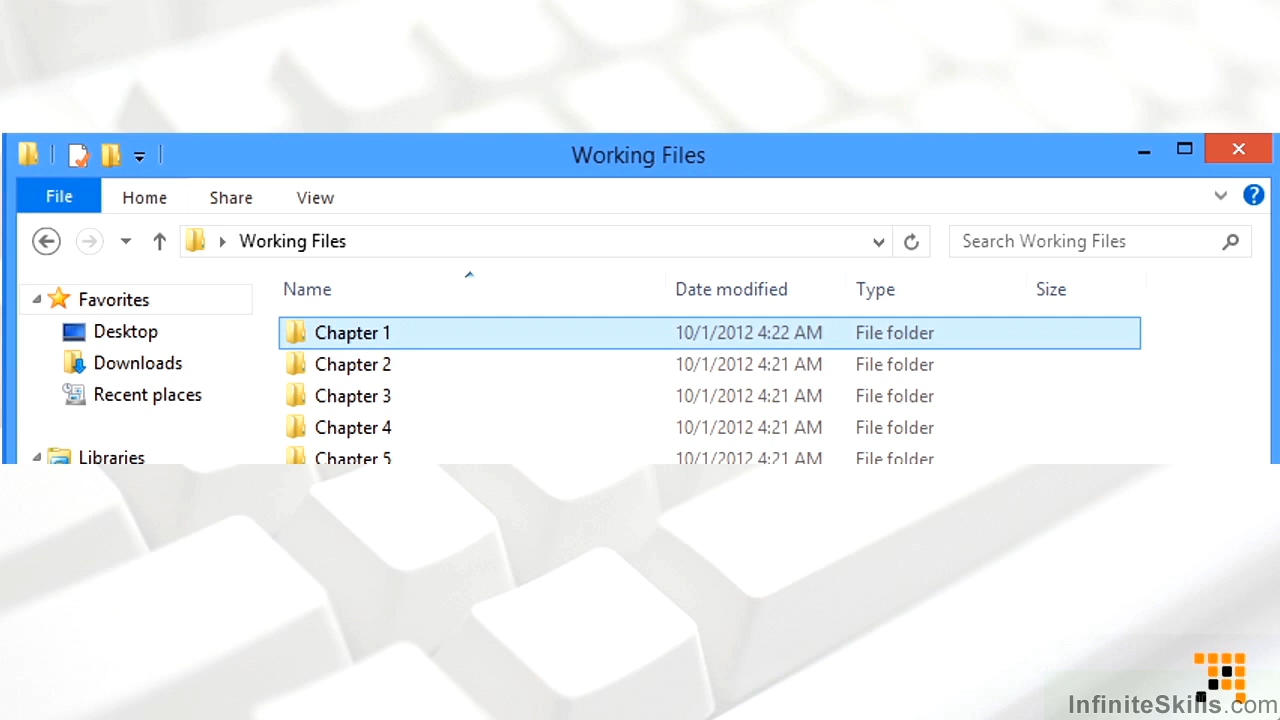 Working Files
File Home Share View
Working Files Search Working Files
Name Date modified Type Size
Favorites
Desktop
Downloads
Recent places
Libraries
Chapter 1 10/1/2012 4:22 AM File folder
Chapter 2 10/1/2012 4:21 AM File folder
Chapter 3 10/1/2012 4:21 AM File folder
Chapter 4 10/1/2012 4:21 AM File folder
Chapter 5 10/1/2012 4:21 AM File folder
InfiniteSkills.com